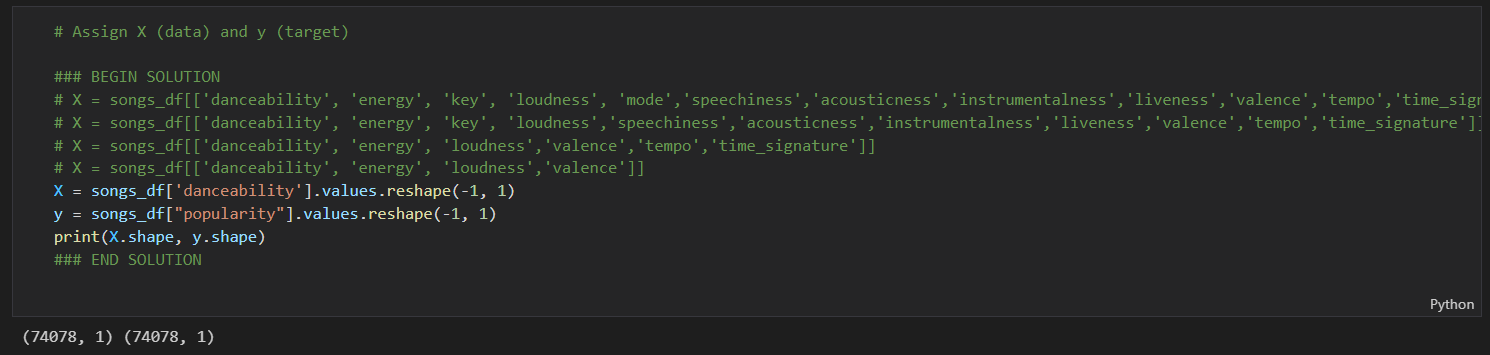 # Assign X (data) and y (target)
### BEGIN SOLUTION
# X = songs_df[['danceability', 'energy', 'key', 'loudness', 'mode','speechiness','acousticness','instrumentalness','liveness','valence','tempo','time_sign
# X = songs_df[['danceability', 'energy', 'key', 'loudness','speechiness','acousticness','instrumentalness','liveness','valence','tempo','time_signature']]
# X = songs_df[['danceability', 'energy', 'loudness','valence','tempo','time_signature']]
# X = songs_df[['danceability', 'energy', 'loudness','valence']]
X = songs_df['danceability'].values.reshape(-1, 1)
y = songs_df["popularity"].values.reshape(-1, 1)
print(X.shape, y.shape)
### END SOLUTION
Python
(74078, 1) (74078, 1)